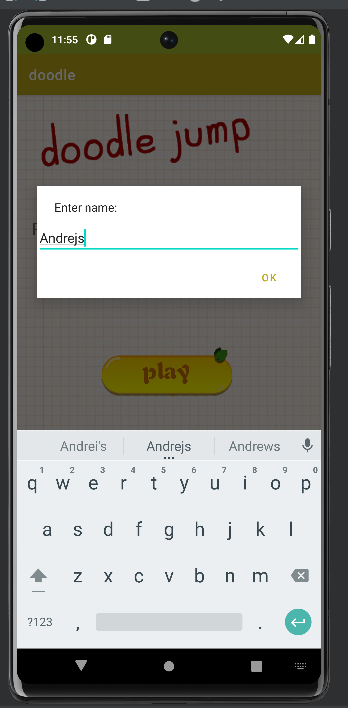 11:55
doodle
doodle jump
Enter name:
Andrejs
OK
play
Andrei's Andrejs Andrews
1 2 3 4 5 6 7 8 9 0
q w e r t y u i o p
a s d f g h j k l
z x c v b n m
?123 , .